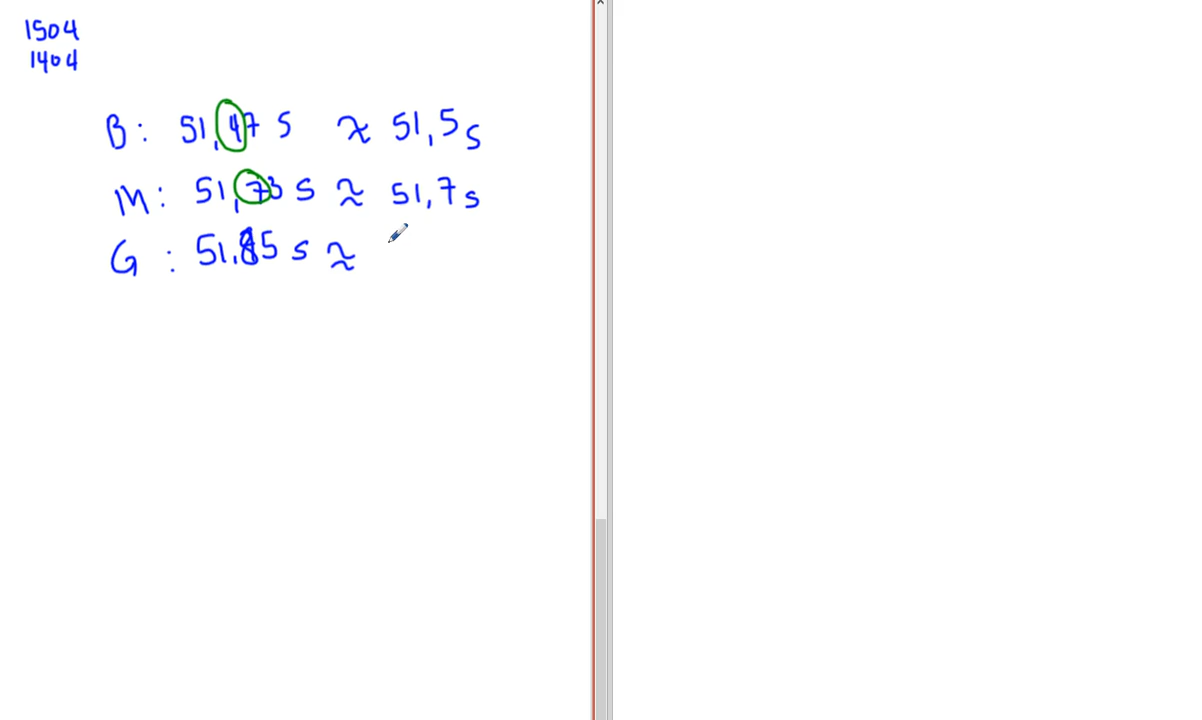 1504
1404
B: 51,47 s ≈ 51,5 s
M: 51,73 s ≈ 51,7 s
G: 51,85 s ≈